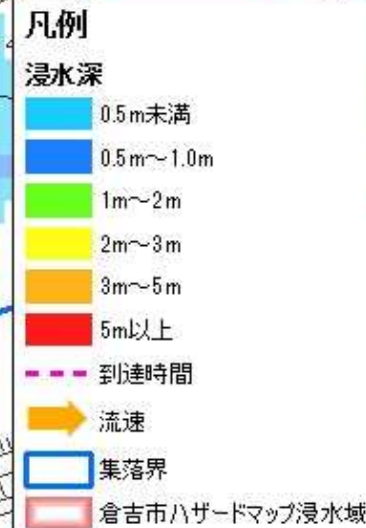 凡例
浸水深
0.5m未満
0.5m～1.0m
1m～2m
2m～3m
3m～5m
5m以上
到達時間
流速
集落界
倉吉市ハザードマップ浸水域